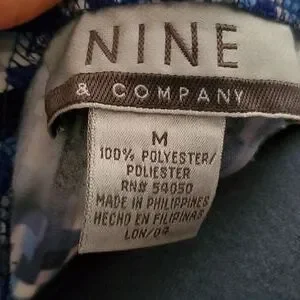 NINE
& COMPANY
M
100% POLYESTER/
POLIESTER
RN# 54050
MADE IN PHILIPPINES
HECHO EN FILIPINAS
LON/04